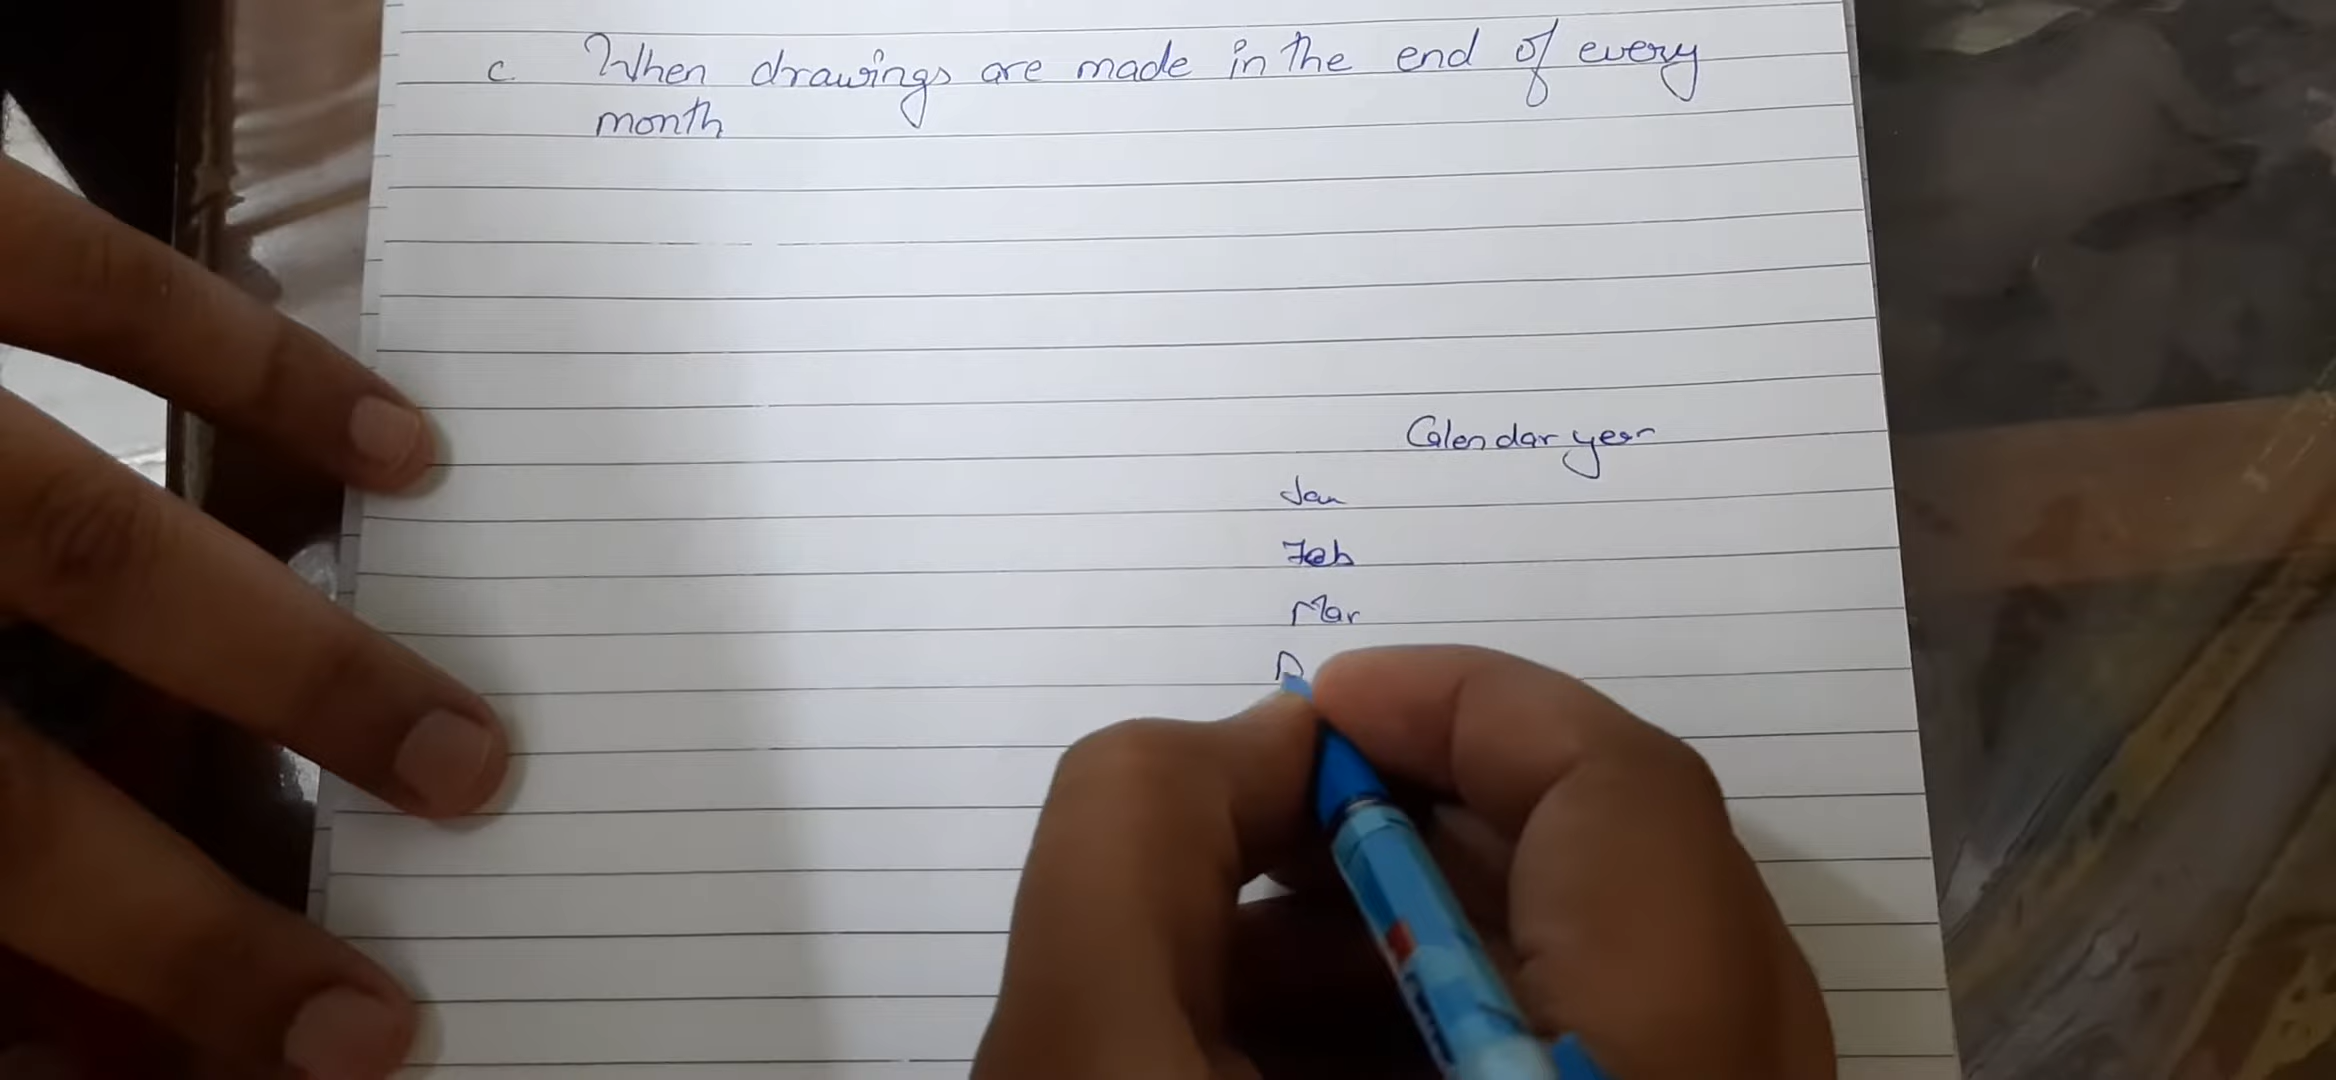 c. When drawings are made in the end of every
month
Calendar year
Jan
Feb
Mar